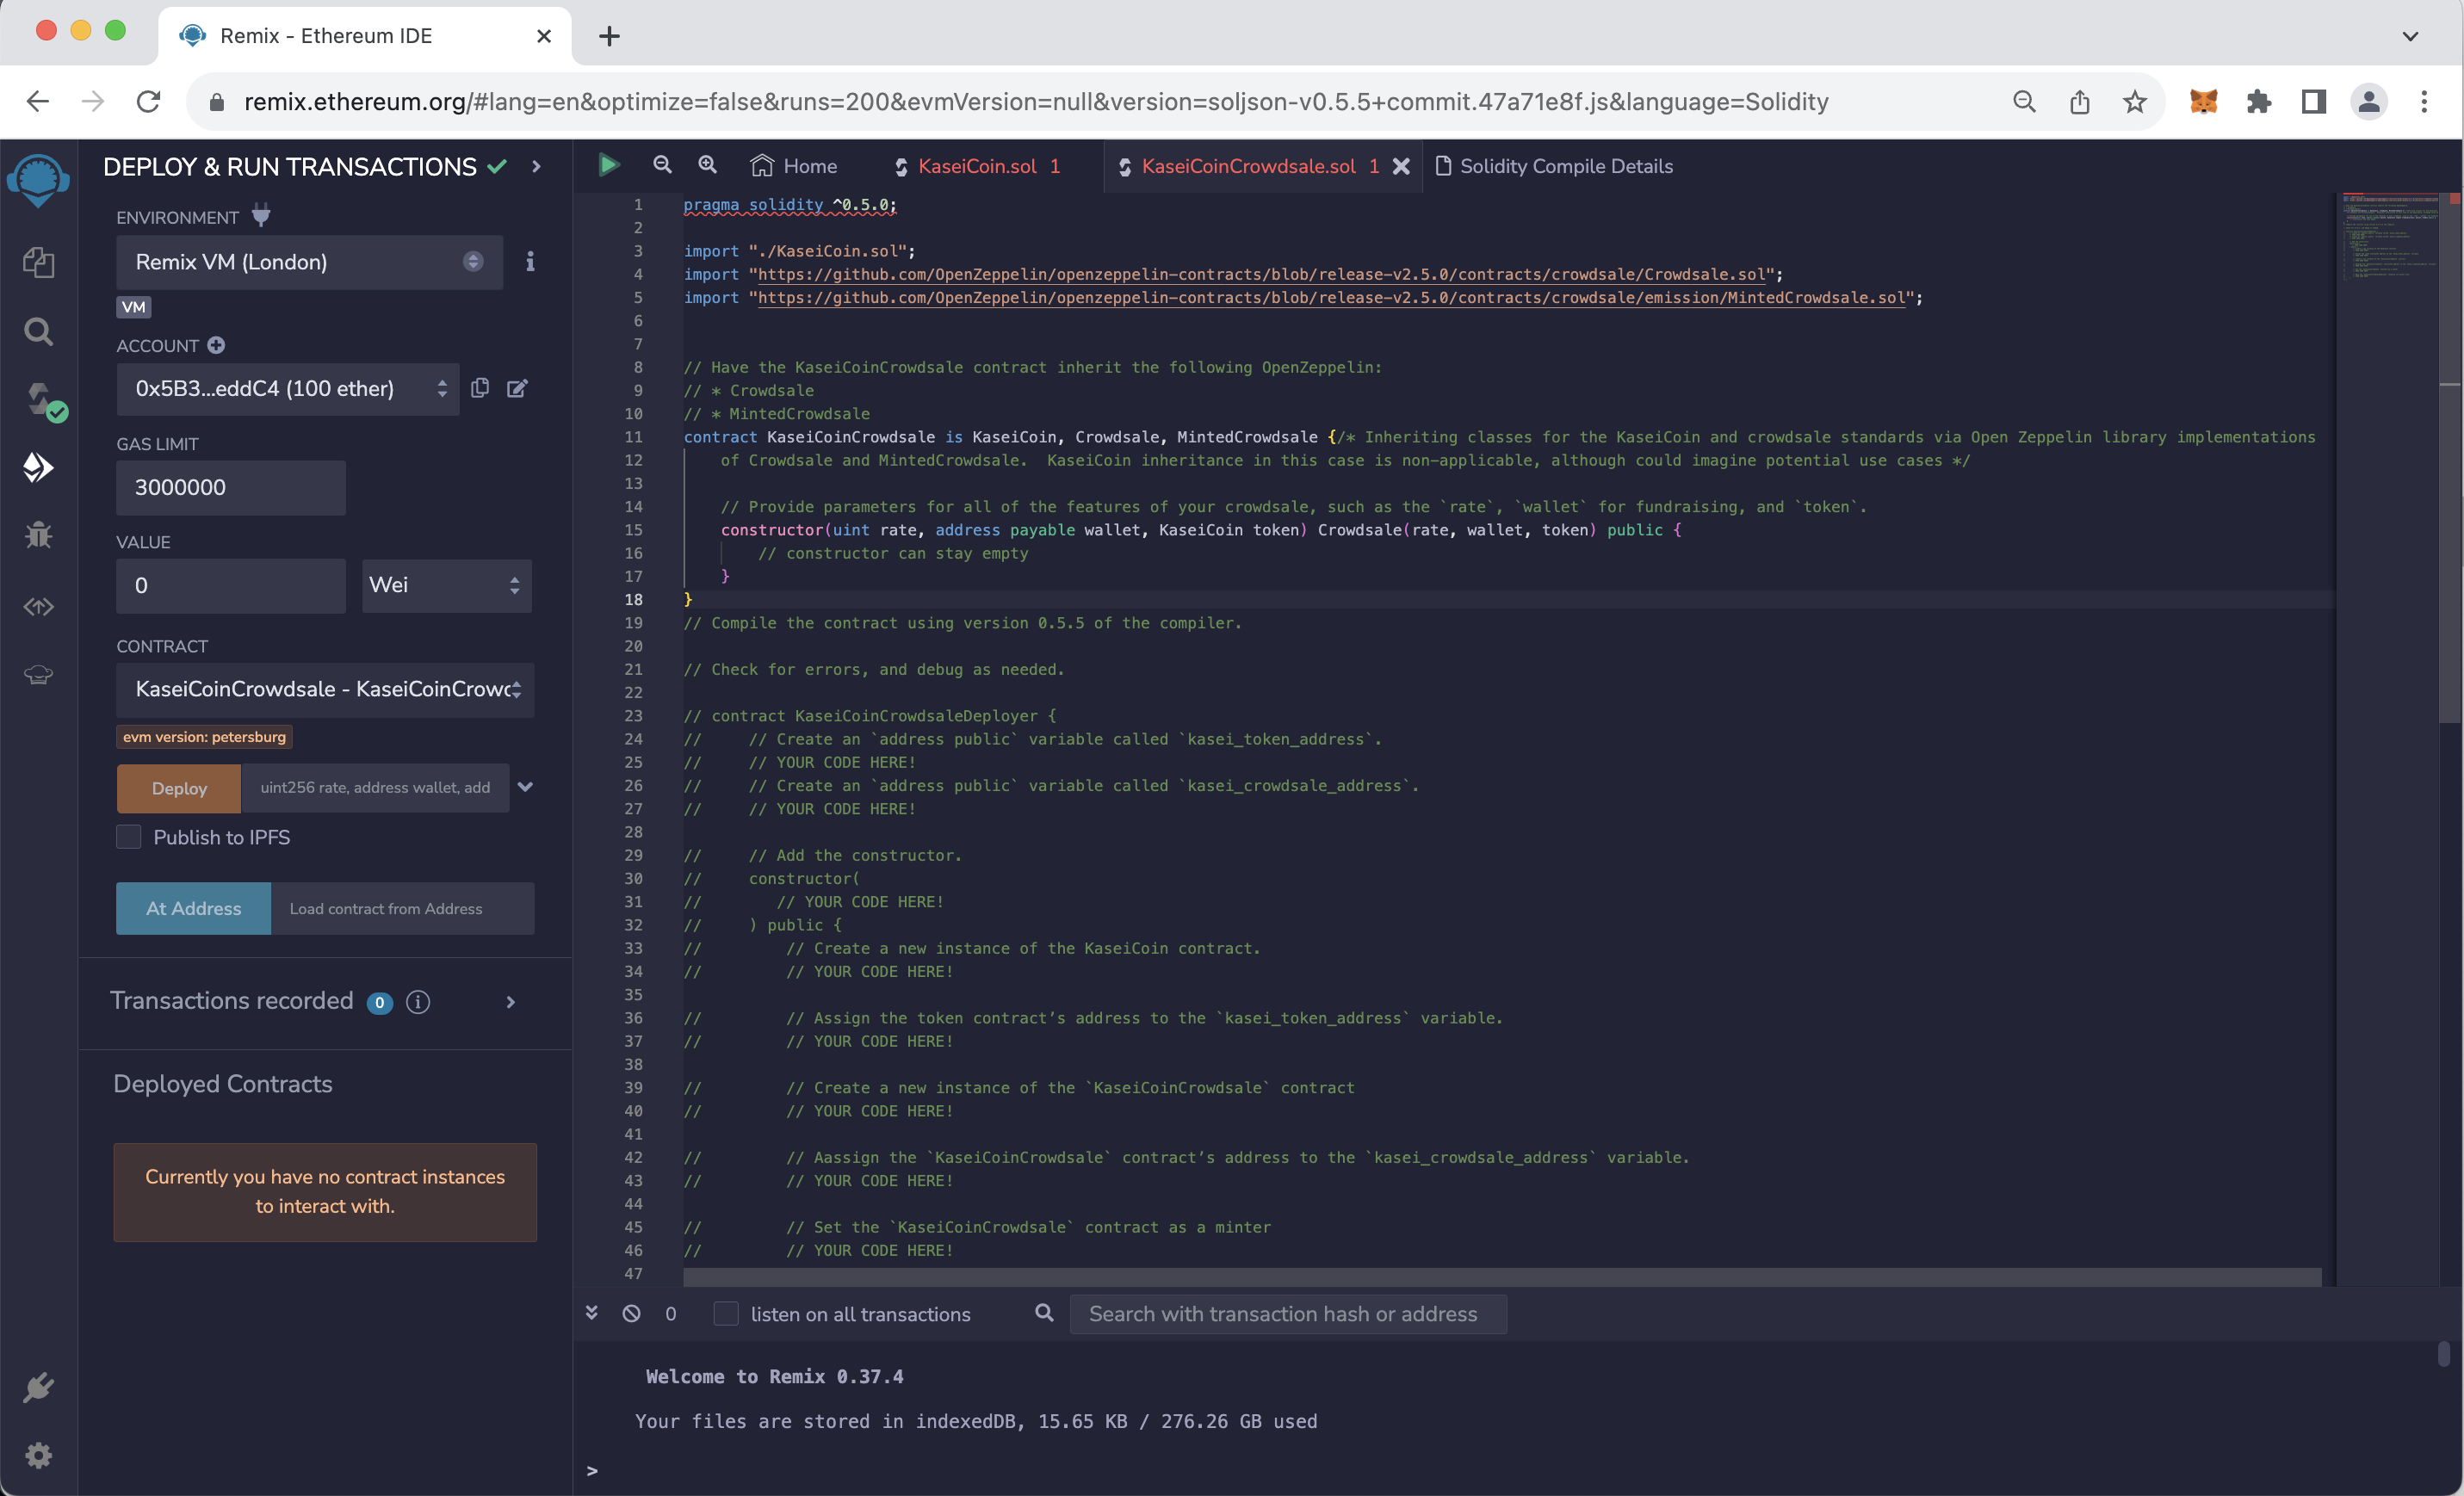 Remix - Ethereum IDE
remix.ethereum.org/#lang=en&optimize=false&runs=200&evmVersion=null&version=soljson-v0.5.5+commit.47a71e8f.js&language=Solidity
DEPLOY & RUN TRANSACTIONS
ENVIRONMENT
Remix VM (London)
VM
ACCOUNT
0x5B3...eddC4 (100 ether)
GAS LIMIT
3000000
VALUE
0
Wei
CONTRACT
KaseiCoinCrowdsale - KaseiCoinCrowd
evm version: petersburg
Deploy
uint256 rate, address wallet, add
Publish to IPFS
At Address
Load contract from Address
Transactions recorded 0
Deployed Contracts
Currently you have no contract instances
to interact with.
Home
KaseiCoin.sol 1
KaseiCoinCrowdsale.sol 1
Solidity Compile Details
1 pragma solidity ^0.5.0;
2
3 import "./KaseiCoin.sol";
4 import "https://github.com/OpenZeppelin/openzeppelin-contracts/blob/release-v2.5.0/contracts/crowdsale/Crowdsale.sol";
5 import "https://github.com/OpenZeppelin/openzeppelin-contracts/blob/release-v2.5.0/contracts/crowdsale/emission/MintedCrowdsale.sol";
6
7
8 // Have the KaseiCoinCrowdsale contract inherit the following OpenZeppelin:
9 // * Crowdsale
10 // * MintedCrowdsale
11 contract KaseiCoinCrowdsale is KaseiCoin, Crowdsale, MintedCrowdsale {/* Inheriting classes for the KaseiCoin and crowdsale standards via Open Zeppelin library implementations
12 of Crowdsale and MintedCrowdsale.  KaseiCoin inheritance in this case is non-applicable, although could imagine potential use cases */
13
14 // Provide parameters for all of the features of your crowdsale, such as the `rate`, `wallet` for fundraising, and `token`.
15 constructor(uint rate, address payable wallet, KaseiCoin token) Crowdsale(rate, wallet, token) public {
16 // constructor can stay empty
17 }
18 }
19 // Compile the contract using version 0.5.5 of the compiler.
20
21 // Check for errors, and debug as needed.
22
23 // contract KaseiCoinCrowdsaleDeployer {
24 //     // Create an `address public` variable called `kasei_token_address`.
25 //     // YOUR CODE HERE!
26 //     // Create an `address public` variable called `kasei_crowdsale_address`.
27 //     // YOUR CODE HERE!
28
29 //     // Add the constructor.
30 //     constructor(
31 //        // YOUR CODE HERE!
32 //     ) public {
33 //         // Create a new instance of the KaseiCoin contract.
34 //         // YOUR CODE HERE!
35
36 //         // Assign the token contract’s address to the `kasei_token_address` variable.
37 //         // YOUR CODE HERE!
38
39 //         // Create a new instance of the `KaseiCoinCrowdsale` contract
40 //         // YOUR CODE HERE!
41
42 //         // Aassign the `KaseiCoinCrowdsale` contract’s address to the `kasei_crowdsale_address` variable.
43 //         // YOUR CODE HERE!
44
45 //         // Set the `KaseiCoinCrowdsale` contract as a minter
46 //         // YOUR CODE HERE!
47
0
listen on all transactions
Search with transaction hash or address
Welcome to Remix 0.37.4
Your files are stored in indexedDB, 15.65 KB / 276.26 GB used
>